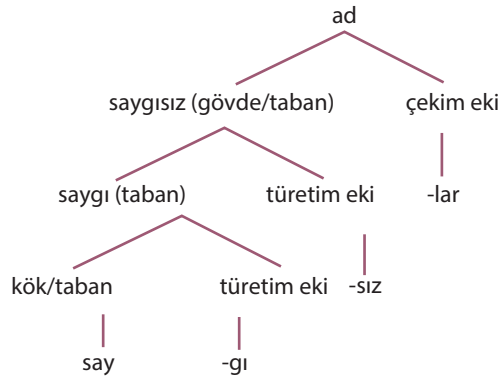 ad
saygısız (gövde/taban) çekim eki
saygı (taban) türetim eki -lar
kök/taban türetim eki -sız
say -gı